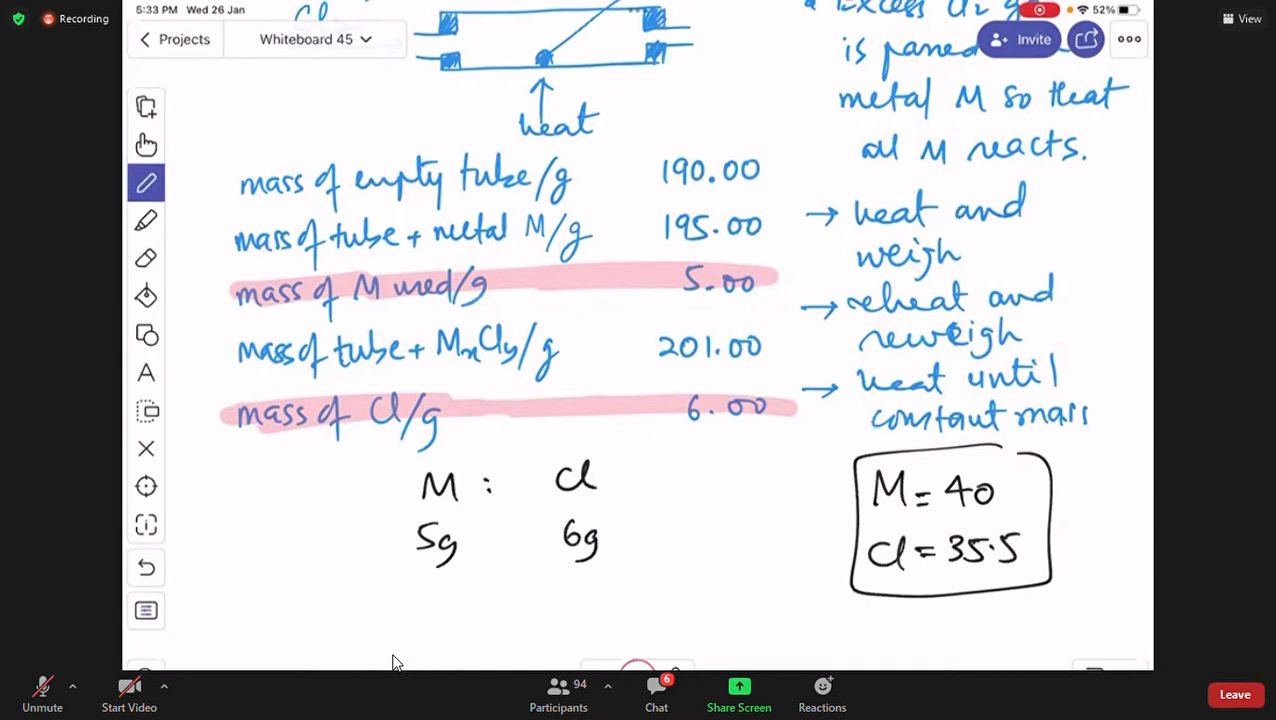 Recording
View
5:33 PM Wed 26 Jan
52%
Projects
Whiteboard 45
Invite
Excess
is passed
metal M so that
all M reacts.
heat
mass of empty tube/g 190.00
mass of tube + metal M/g 195.00
mass of M used/g 5.00
mass of tube + MxCly/g 201.00
mass of Cl/g 6.00
→ heat and
weigh
→ reheat and
reweigh
→ heat until
constant mass
M : Cl
5g 6g
M = 40
Cl = 35.5
Unmute
Start Video
94
Participants
6
Chat
Share Screen
Reactions
Leave